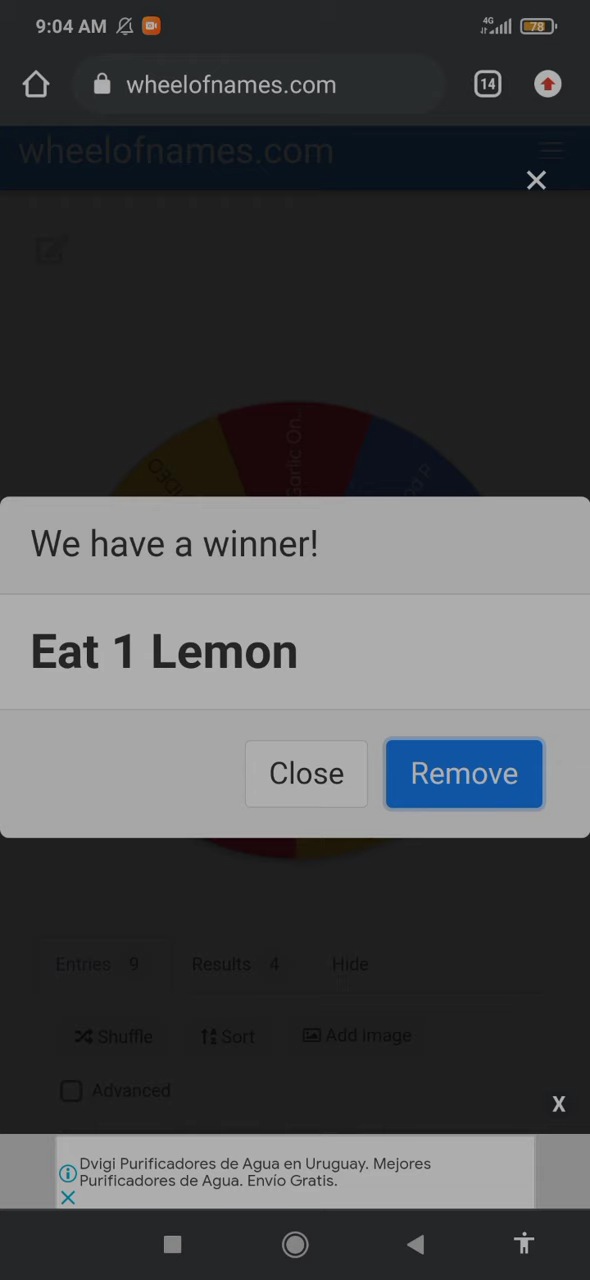 9:04 AM
4G
78
wheelofnames.com
14
wheelofnames.com
Garlic On..
We have a winner!
Eat 1 Lemon
Close
Remove
Entries 9
Results 4
Hide
Shuffle
Sort
Add image
Advanced
X
Dvigi Purificadores de Agua en Uruguay. Mejores
Purificadores de Agua. Envío Gratis.